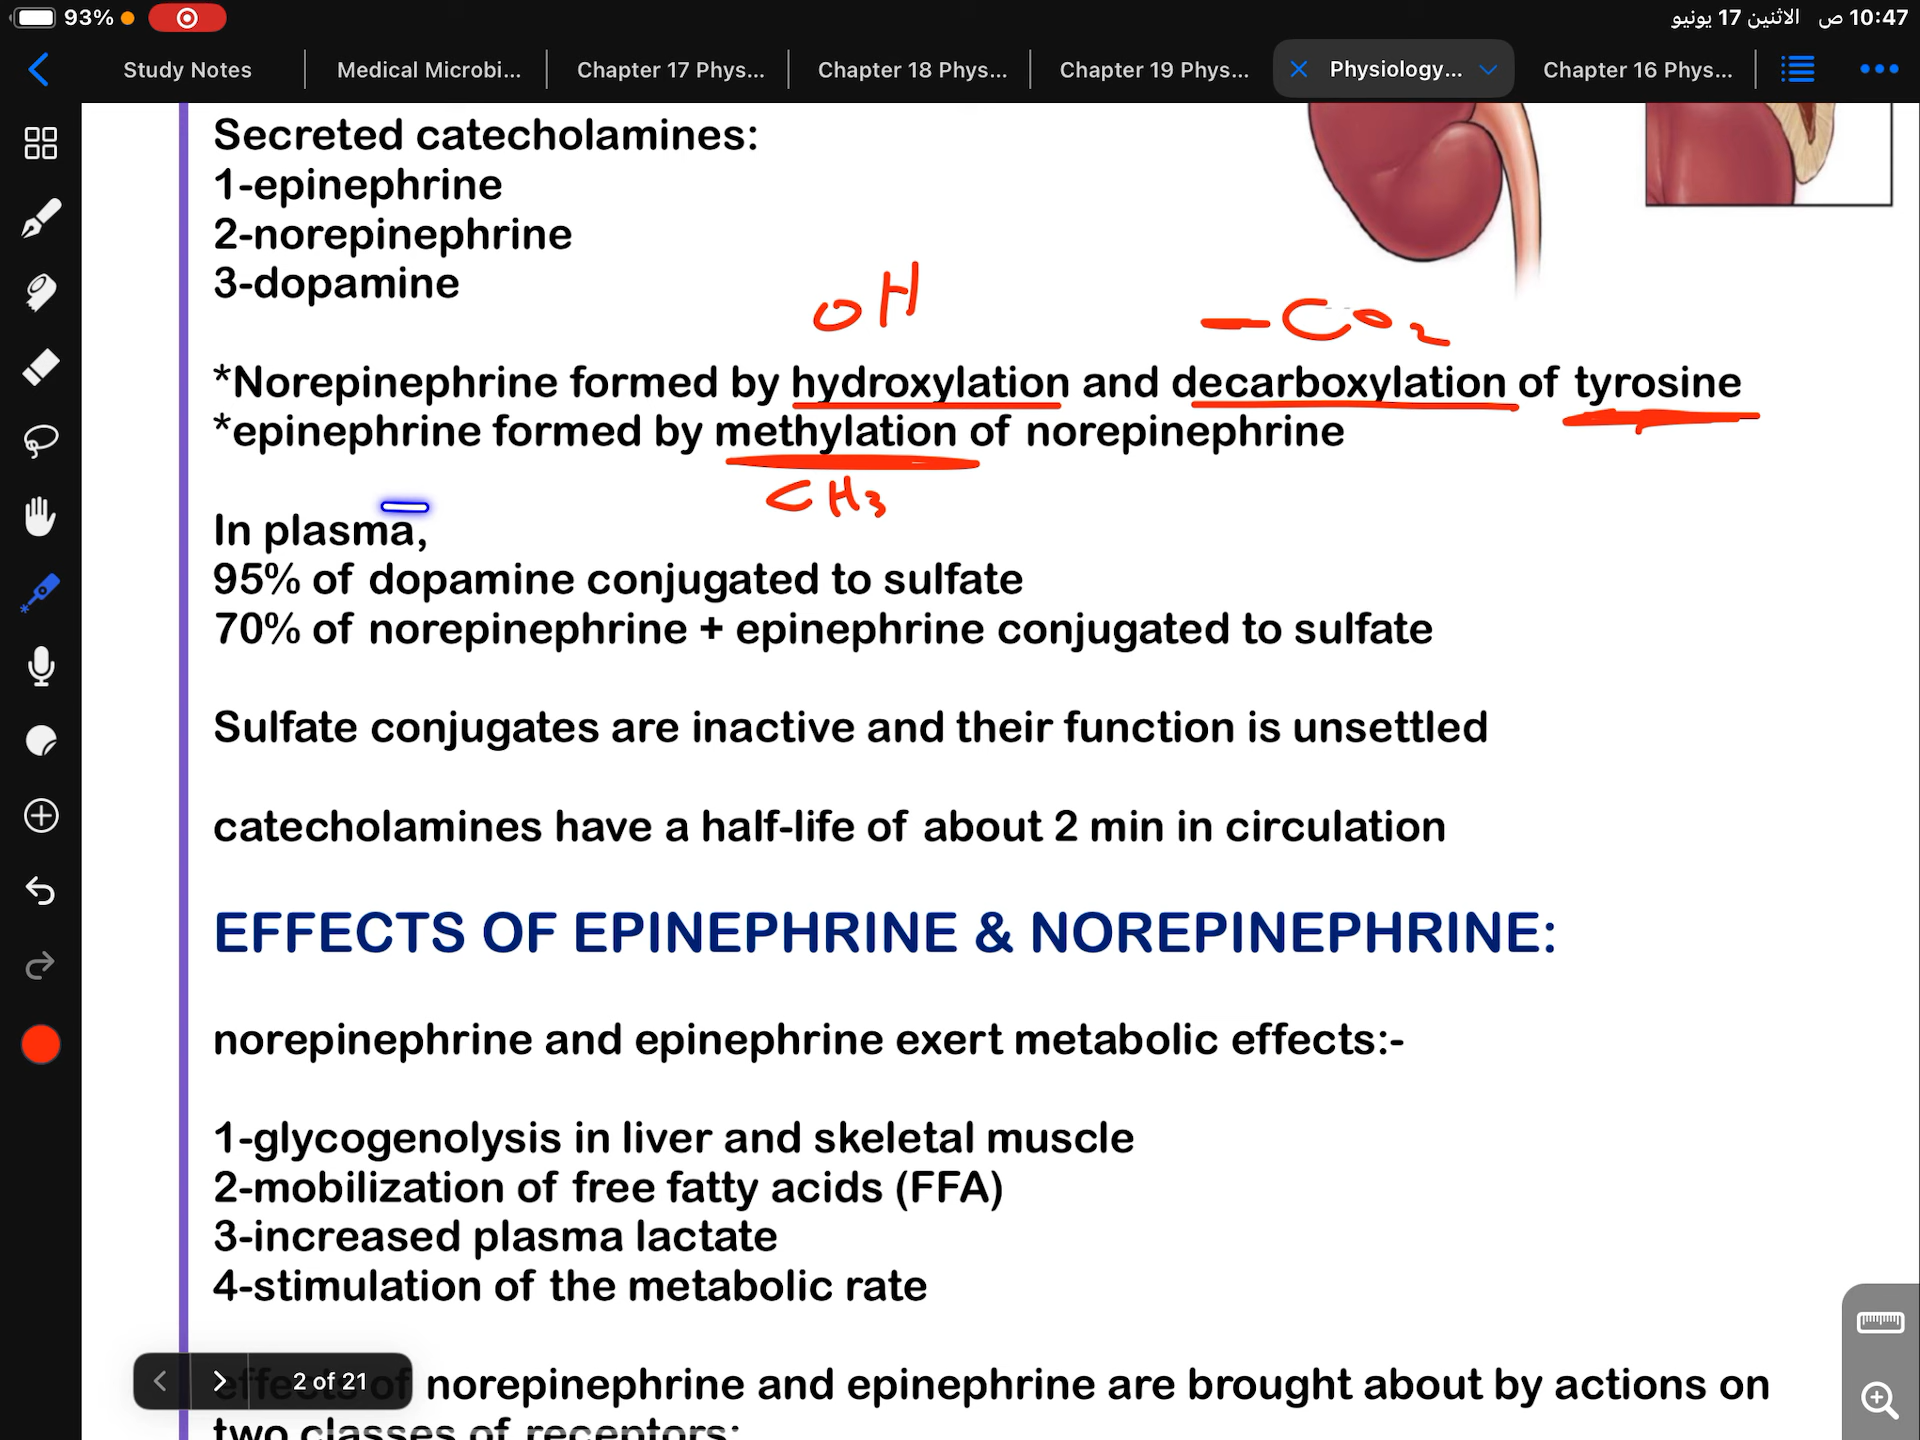 93%
10:47 ص الاثنين 17 يونيو
Study Notes
Medical Microbi...
Chapter 17 Phys...
Chapter 18 Phys...
Chapter 19 Phys...
Physiology...
Chapter 16 Phys...
Secreted catecholamines:
1-epinephrine
2-norepinephrine
3-dopamine
OH
-CO2
*Norepinephrine formed by hydroxylation and decarboxylation of tyrosine
*epinephrine formed by methylation of norepinephrine
CH3
In plasma,
95% of dopamine conjugated to sulfate
70% of norepinephrine + epinephrine conjugated to sulfate
Sulfate conjugates are inactive and their function is unsettled
catecholamines have a half-life of about 2 min in circulation
EFFECTS OF EPINEPHRINE & NOREPINEPHRINE:
norepinephrine and epinephrine exert metabolic effects:-
1-glycogenolysis in liver and skeletal muscle
2-mobilization of free fatty acids (FFA)
3-increased plasma lactate
4-stimulation of the metabolic rate
2 of 21
effects of norepinephrine and epinephrine are brought about by actions on
two classes of receptors: